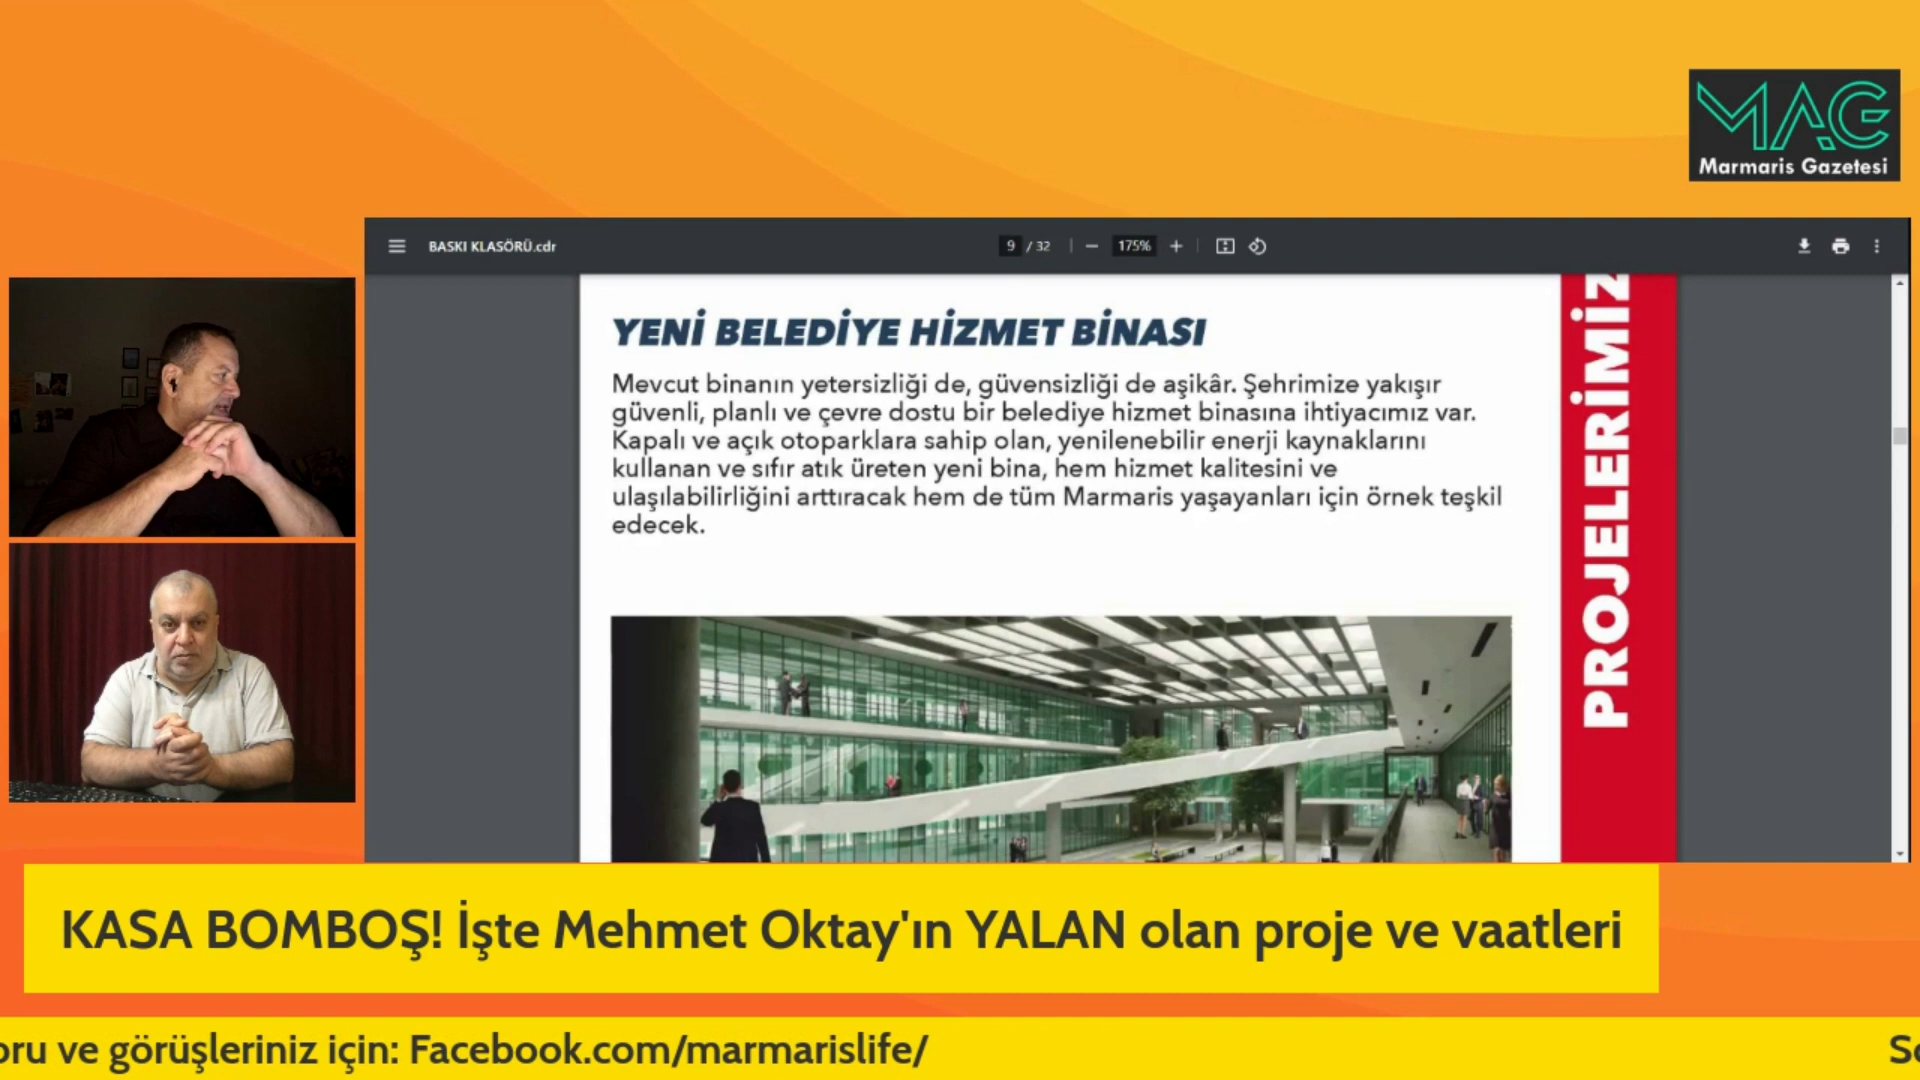 MAG
Marmaris Gazetesi
BASKI KLASÖRÜ.cdr
9 / 32
175%
YENİ BELEDİYE HİZMET BİNASI
Mevcut binanın yetersizliği de, güvensizliği de aşikâr. Şehrimize yakışır
güvenli, planlı ve çevre dostu bir belediye hizmet binasına ihtiyacımız var.
Kapalı ve açık otoparklara sahip olan, yenilenebilir enerji kaynaklarını
kullanan ve sıfır atık üreten yeni bina, hem hizmet kalitesini ve
ulaşılabilirliğini arttıracak hem de tüm Marmaris yaşayanları için örnek teşkil
edecek.
PROJELERİMİZ
KASA BOMBOŞ! İşte Mehmet Oktay'ın YALAN olan proje ve vaatleri
oru ve görüşleriniz için: Facebook.com/marmarislife/
So